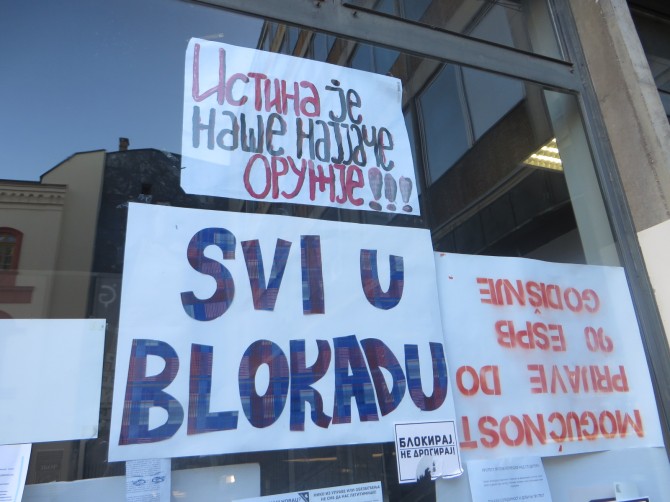 Истина је
наше најјаче
оружје!!!
SVI U
BLOKADU
MOGUĆNOST
PRIJAVE DO
90 ESPB
GODIŠNJE
БЛОКИРАЈ,
НЕ ДРОГИРАЈ!